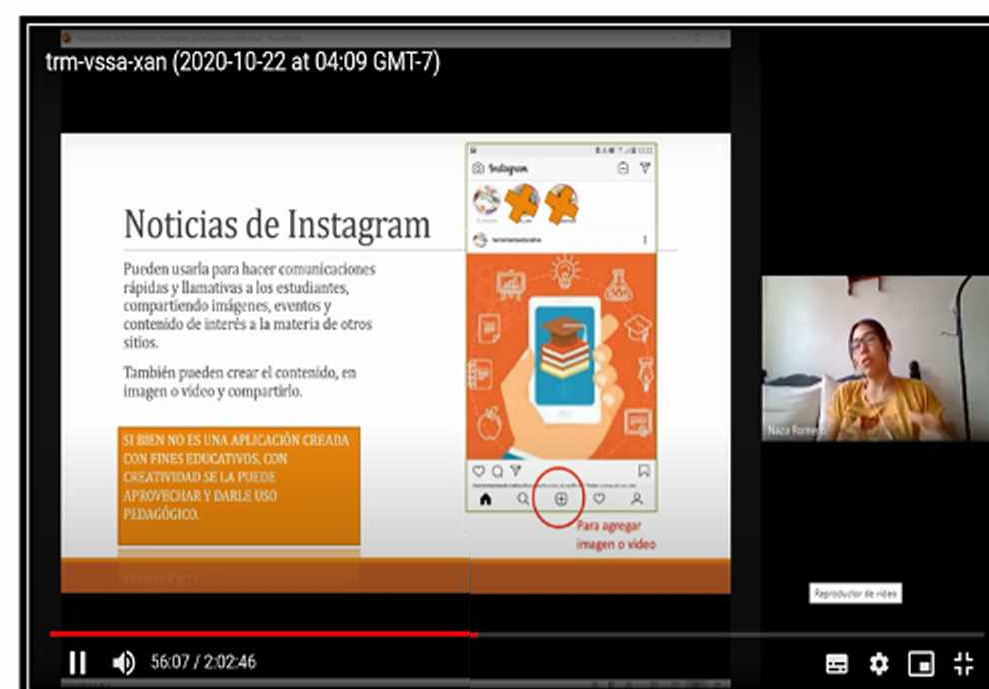 trm-vssa-xan (2020-10-22 at 04:09 GMT-7)
Noticias de Instagram
Pueden usarla para hacer comunicaciones
rápidas y llamativas a los estudiantes,
compartiendo imágenes, eventos y
contenido de interés a la materia de otros
sitios.
También pueden crear el contenido, en
imagen o video y compartirlo.
SI BIEN NO ES UNA APLICACIÓN CREADA
CON FINES EDUCATIVOS, CON
CREATIVIDAD SE LA PUEDE
APROVECHAR Y DARLE USO
PEDAGÓGICO.
Instagram
Para agregar
imagen o video
Naza Romero
Reproductor de video
56:07 / 2:02:46